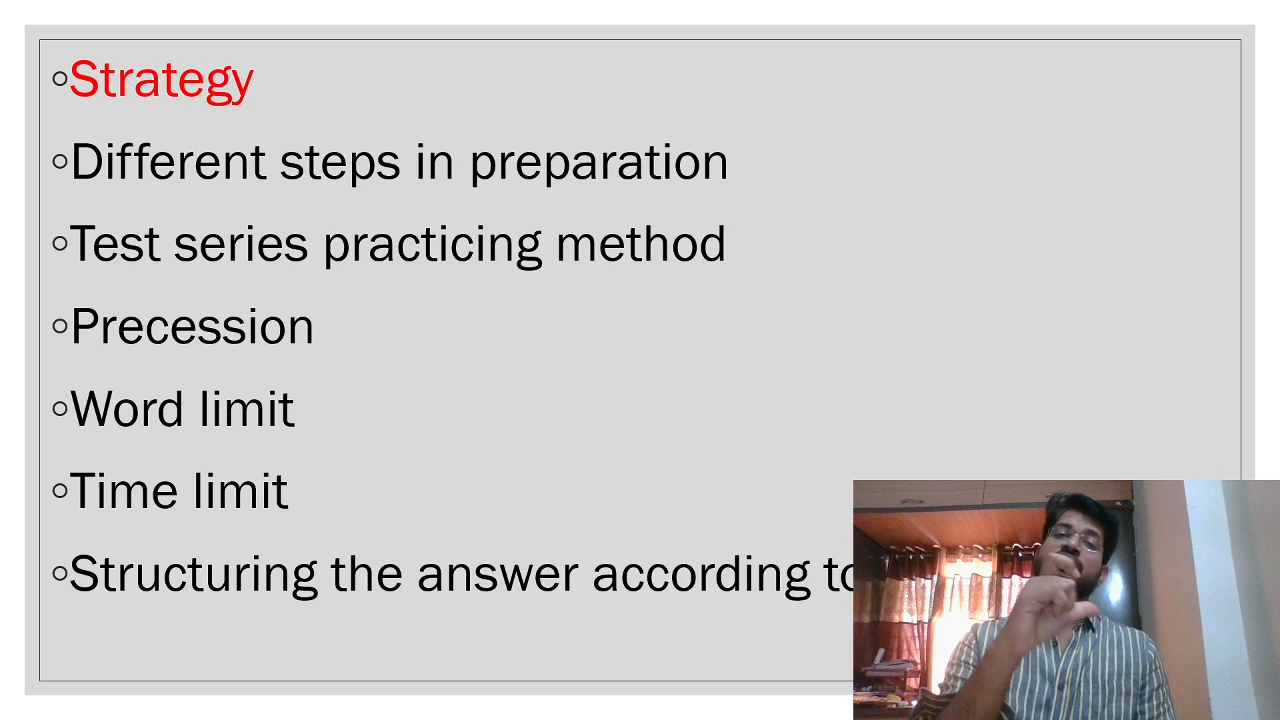 Strategy
Different steps in preparation
Test series practicing method
Precession
Word limit
Time limit
Structuring the answer according to